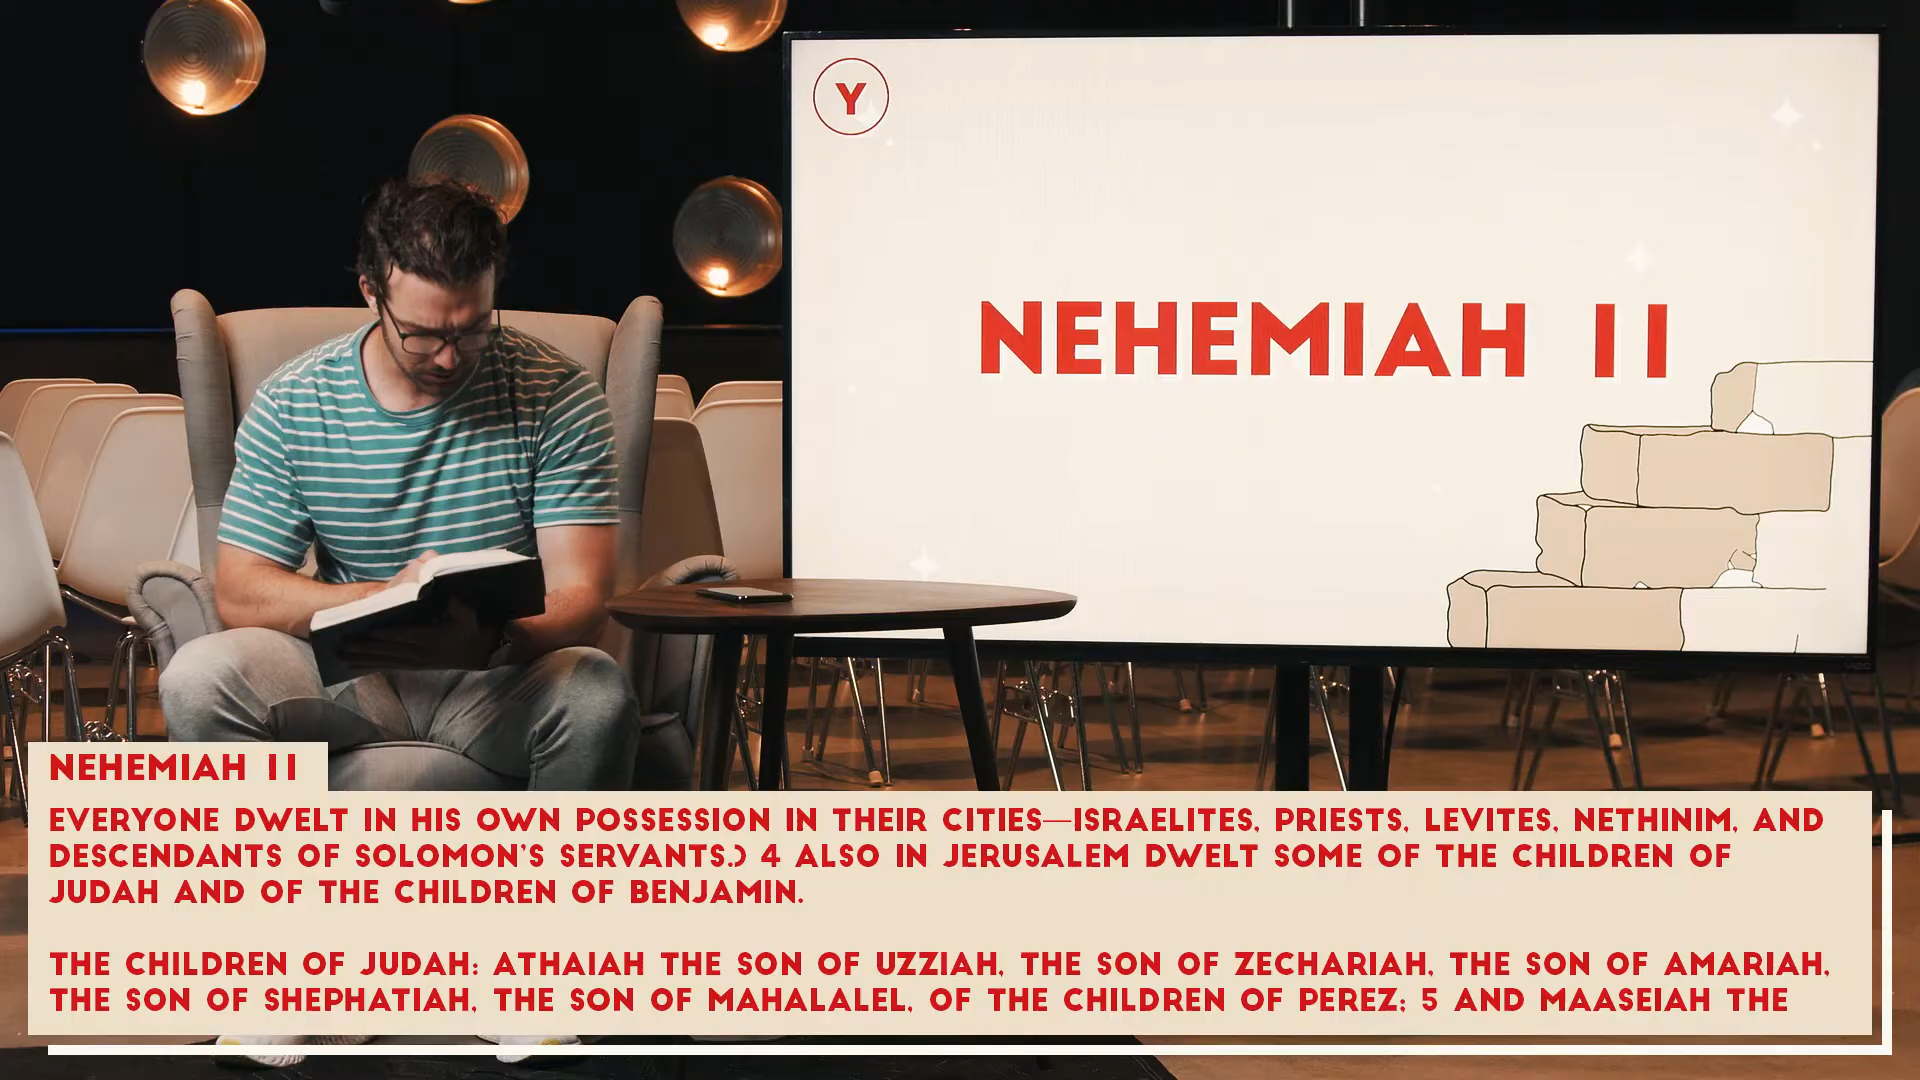 Y
NEHEMIAH 11
NEHEMIAH 11
EVERYONE DWELT IN HIS OWN POSSESSION IN THEIR CITIES—ISRAELITES, PRIESTS, LEVITES, NETHINIM, AND
DESCENDANTS OF SOLOMON'S SERVANTS.) 4 ALSO IN JERUSALEM DWELT SOME OF THE CHILDREN OF
JUDAH AND OF THE CHILDREN OF BENJAMIN.
THE CHILDREN OF JUDAH: ATHAIAH THE SON OF UZZIAH, THE SON OF ZECHARIAH, THE SON OF AMARIAH,
THE SON OF SHEPHATIAH, THE SON OF MAHALALEL, OF THE CHILDREN OF PEREZ; 5 AND MAASEIAH THE